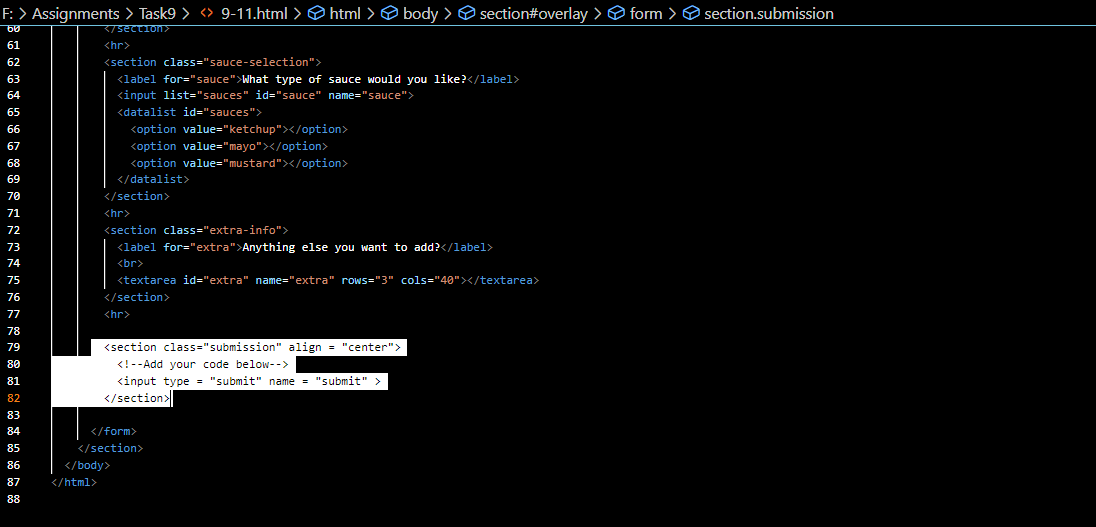 F: > Assignments > Task9 > <> 9-11.html > html > body > section#overlay > form > section.submission
60 </section>
61 <hr>
62 <section class="sauce-selection">
63 <label for="sauce">What type of sauce would you like?</label>
64 <input list="sauces" id="sauce" name="sauce">
65 <datalist id="sauces">
66 <option value="ketchup"></option>
67 <option value="mayo"></option>
68 <option value="mustard"></option>
69 </datalist>
70 </section>
71 <hr>
72 <section class="extra-info">
73 <label for="extra">Anything else you want to add?</label>
74 <br>
75 <textarea id="extra" name="extra" rows="3" cols="40"></textarea>
76 </section>
77 <hr>
78
79 <section class="submission" align = "center">
80 <!--Add your code below-->
81 <input type = "submit" name = "submit" >
82 </section>
83
84 </form>
85 </section>
86 </body>
87 </html>
88